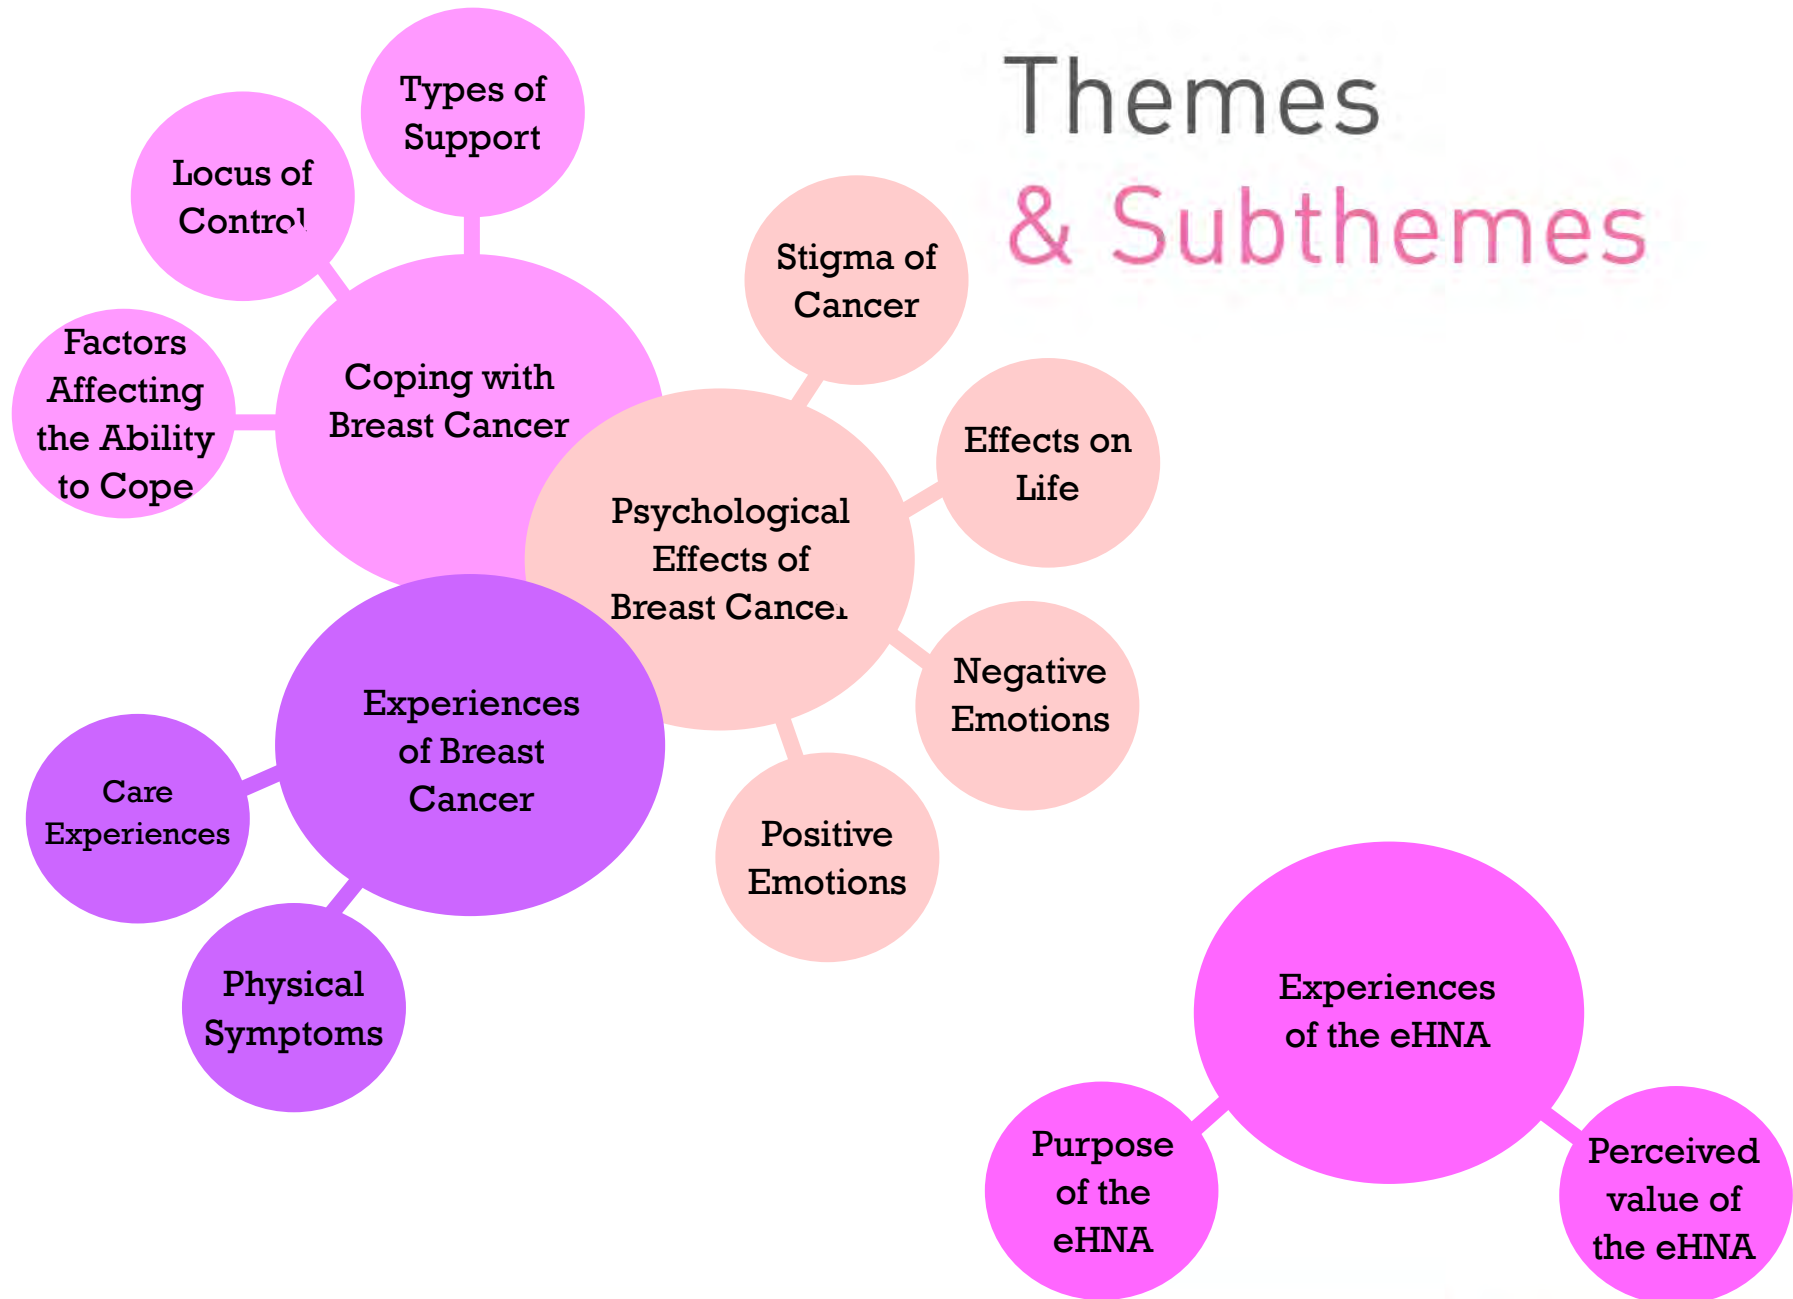 Themes
& Subthemes
Types of
Support
Locus of
Control
Factors
Affecting
the Ability
to Cope
Coping with
Breast Cancer
Stigma of
Cancer
Effects on
Life
Psychological
Effects of
Breast Cancer
Negative
Emotions
Positive
Emotions
Experiences
of Breast
Cancer
Care
Experiences
Physical
Symptoms
Experiences
of the eHNA
Purpose
of the
eHNA
Perceived
value of
the eHNA